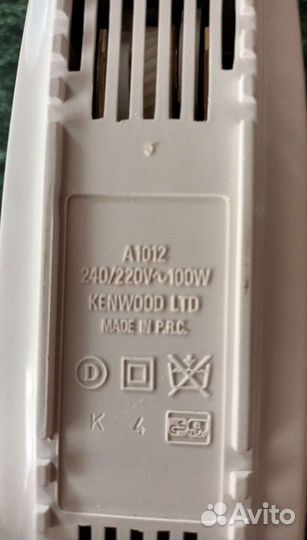 A1012
240/220V~100W
KENWOOD LTD
MADE IN P.R.C.
D
K 4
Avito